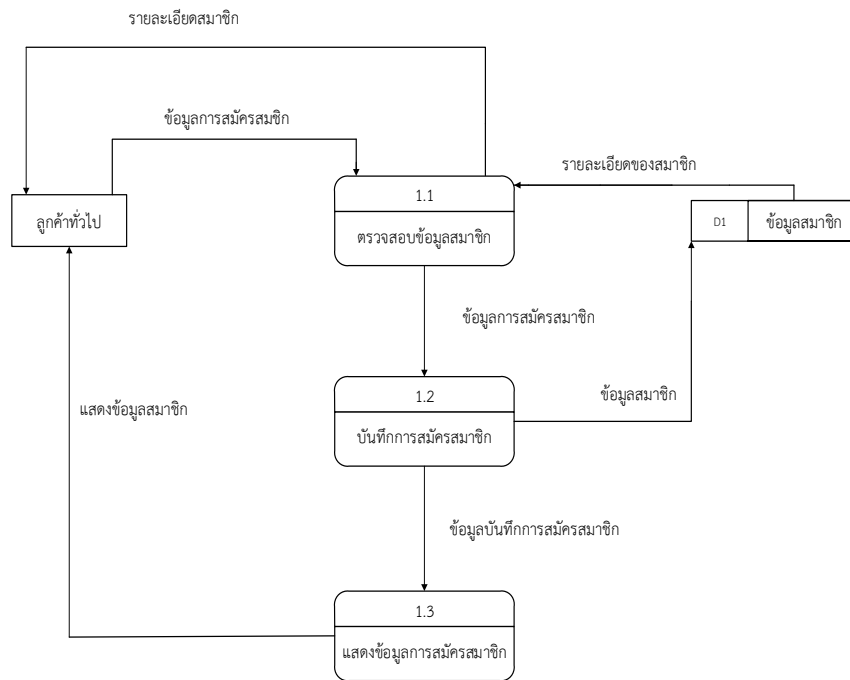 รายละเอียดสมาชิก
ข้อมูลการสมัครสมชิก
รายละเอียดของสมาชิก
1.1
ตรวจสอบข้อมูลสมาชิก
ลูกค้าทั่วไป
D1 ข้อมูลสมาชิก
ข้อมูลการสมัครสมาชิก
แสดงข้อมูลสมาชิก
1.2
บันทึกการสมัครสมาชิก
ข้อมูลสมาชิก
ข้อมูลบันทึกการสมัครสมาชิก
1.3
แสดงข้อมูลการสมัครสมาชิก